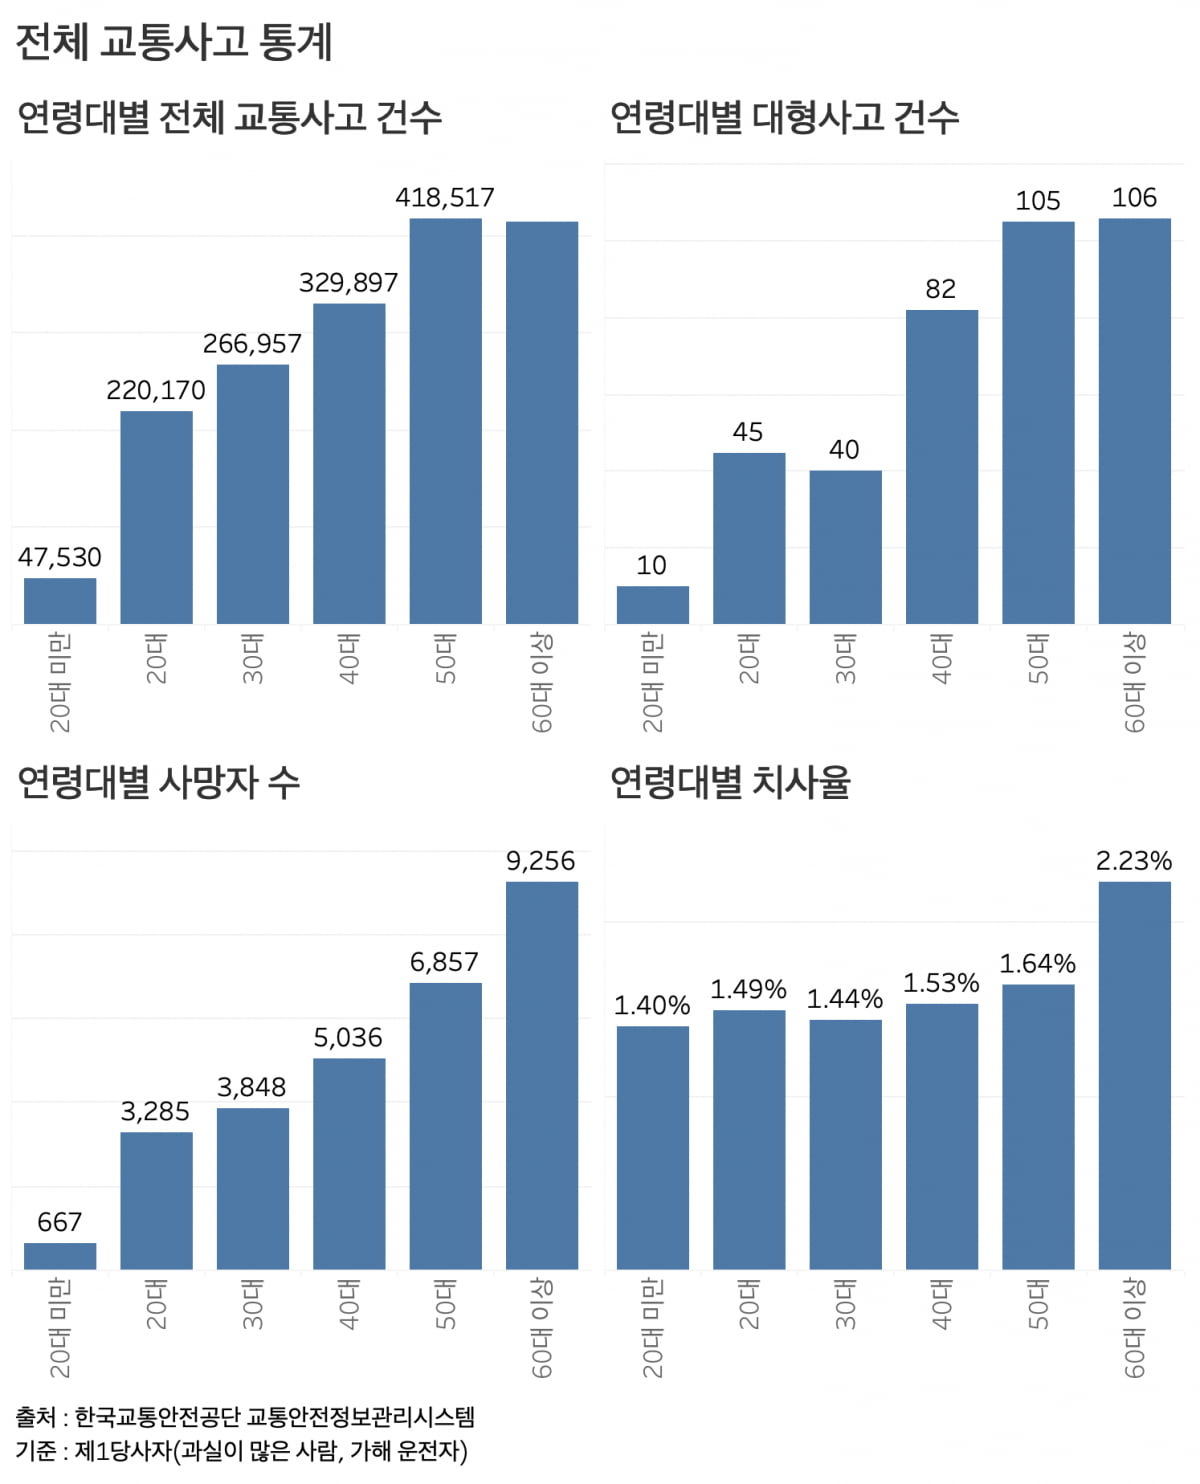 전체 교통사고 통계
연령대별 전체 교통사고 건수
418,517
329,897
266,957
220,170
47,530
20대 미만
20대
30대
40대
50대
60대 이상
연령대별 대형사고 건수
105
106
82
45
40
10
20대 미만
20대
30대
40대
50대
60대 이상
연령대별 사망자 수
9,256
6,857
5,036
3,848
3,285
667
20대 미만
20대
30대
40대
50대
60대 이상
연령대별 치사율
2.23%
1.64%
1.53%
1.49%
1.44%
1.40%
20대 미만
20대
30대
40대
50대
60대 이상
출처 : 한국교통안전공단 교통안전정보관리시스템
기준 : 제1당사자(과실이 많은 사람, 가해 운전자)